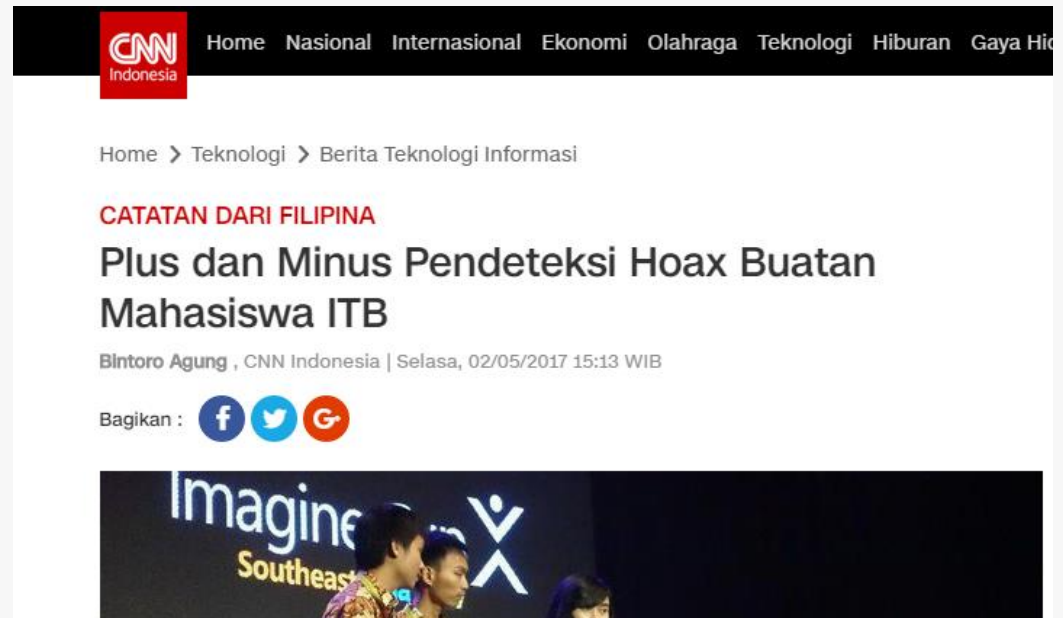 CNN
Indonesia
Home Nasional Internasional Ekonomi Olahraga Teknologi Hiburan Gaya
Home > Teknologi > Berita Teknologi Informasi
CATATAN DARI FILIPINA
Plus dan Minus Pendeteksi Hoax Buatan
Mahasiswa ITB
Bintoro Agung , CNN Indonesia | Selasa, 02/05/2017 15:13 WIB
Bagikan : f G+
Imagine
Southeast